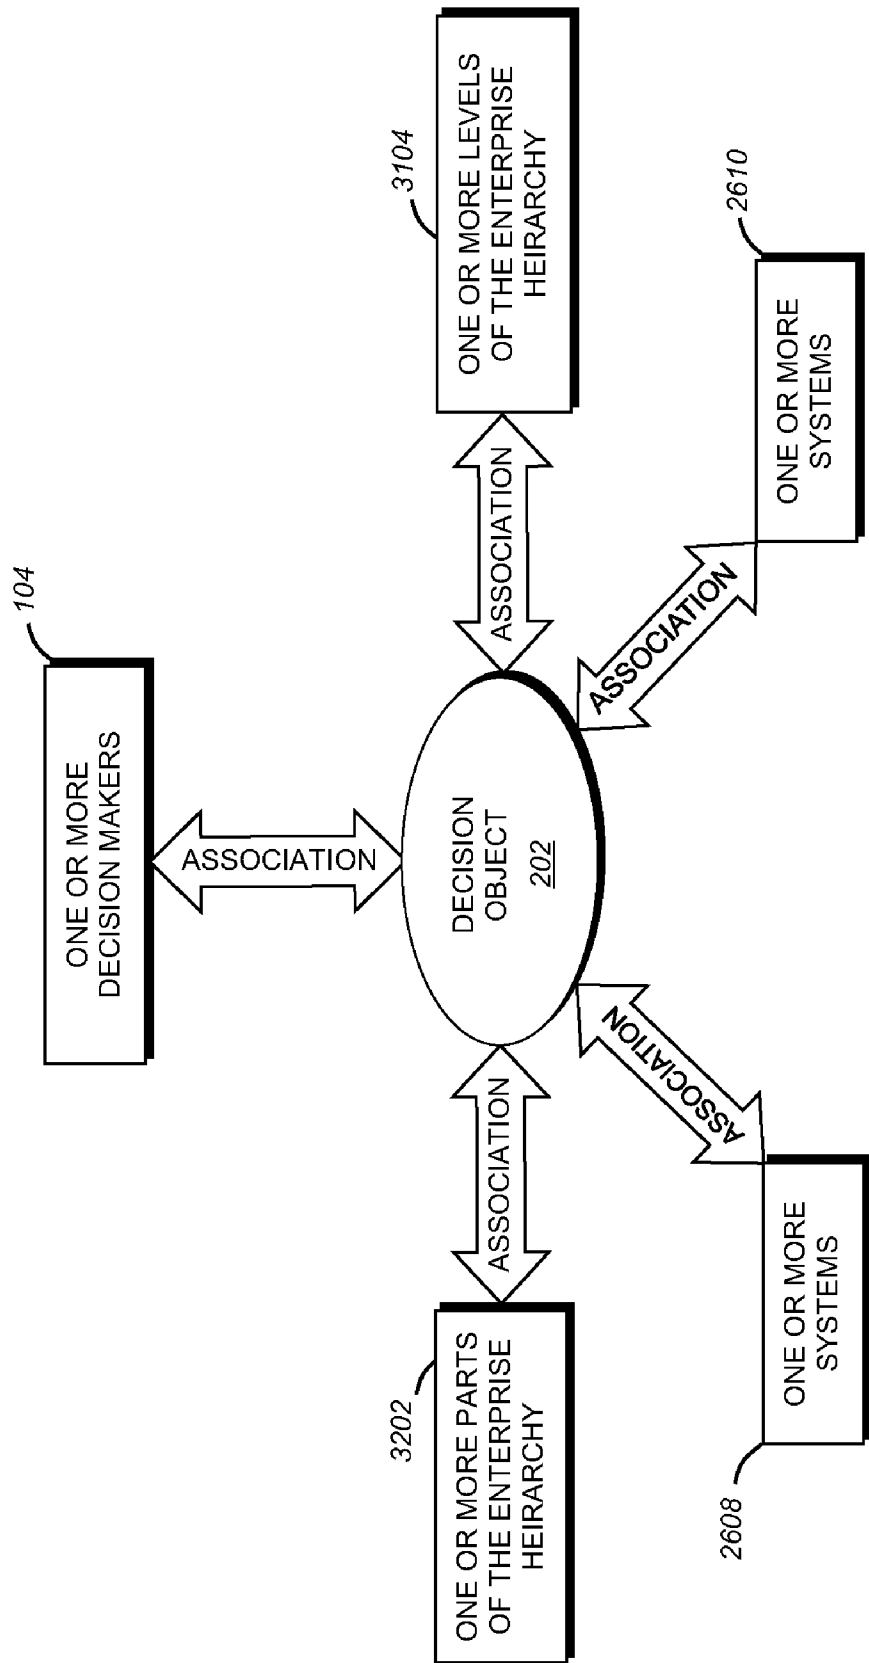 104
ONE OR MORE
DECISION MAKERS
ASSOCIATION
3202
ONE OR MORE PARTS
OF THE ENTERPRISE
HEIRARCHY
ASSOCIATION
DECISION
OBJECT
202
ASSOCIATION
3104
ONE OR MORE LEVELS
OF THE ENTERPRISE
HEIRARCHY
ASSOCIATION
ASSOCIATION
2608
ONE OR MORE
SYSTEMS
2610
ONE OR MORE
SYSTEMS